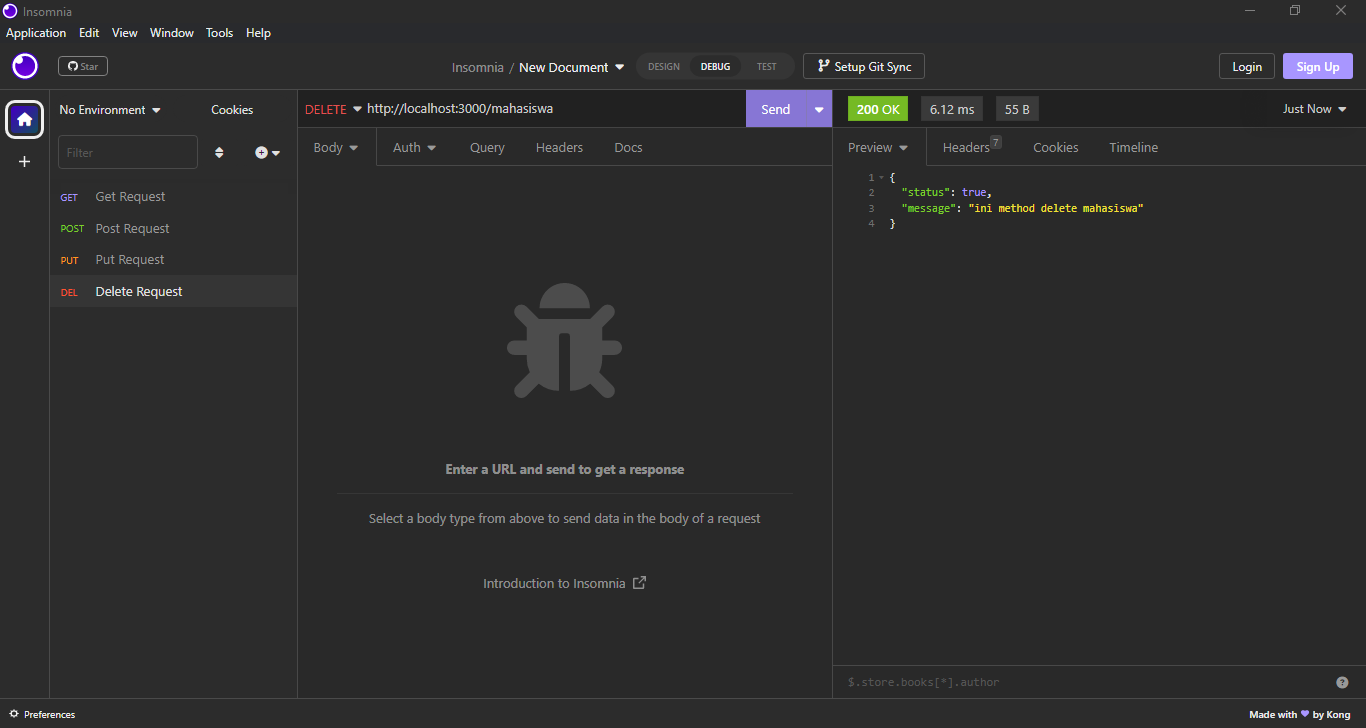 Insomnia
Application Edit View Window Tools Help
Star
Insomnia / New Document
DESIGN DEBUG TEST
Setup Git Sync
Login
Sign Up
No Environment
Cookies
Filter
GET Get Request
POST Post Request
PUT Put Request
DEL Delete Request
DELETE http://localhost:3000/mahasiswa
Send
Body Auth Query Headers Docs
Enter a URL and send to get a response
Select a body type from above to send data in the body of a request
Introduction to Insomnia
200 OK 6.12 ms 55 B Just Now
Preview Headers 7 Cookies Timeline
1 {
2 "status": true,
3 "message": "ini method delete mahasiswa"
4 }
$.store.books[*].author
?
Preferences
Made with 💜 by Kong